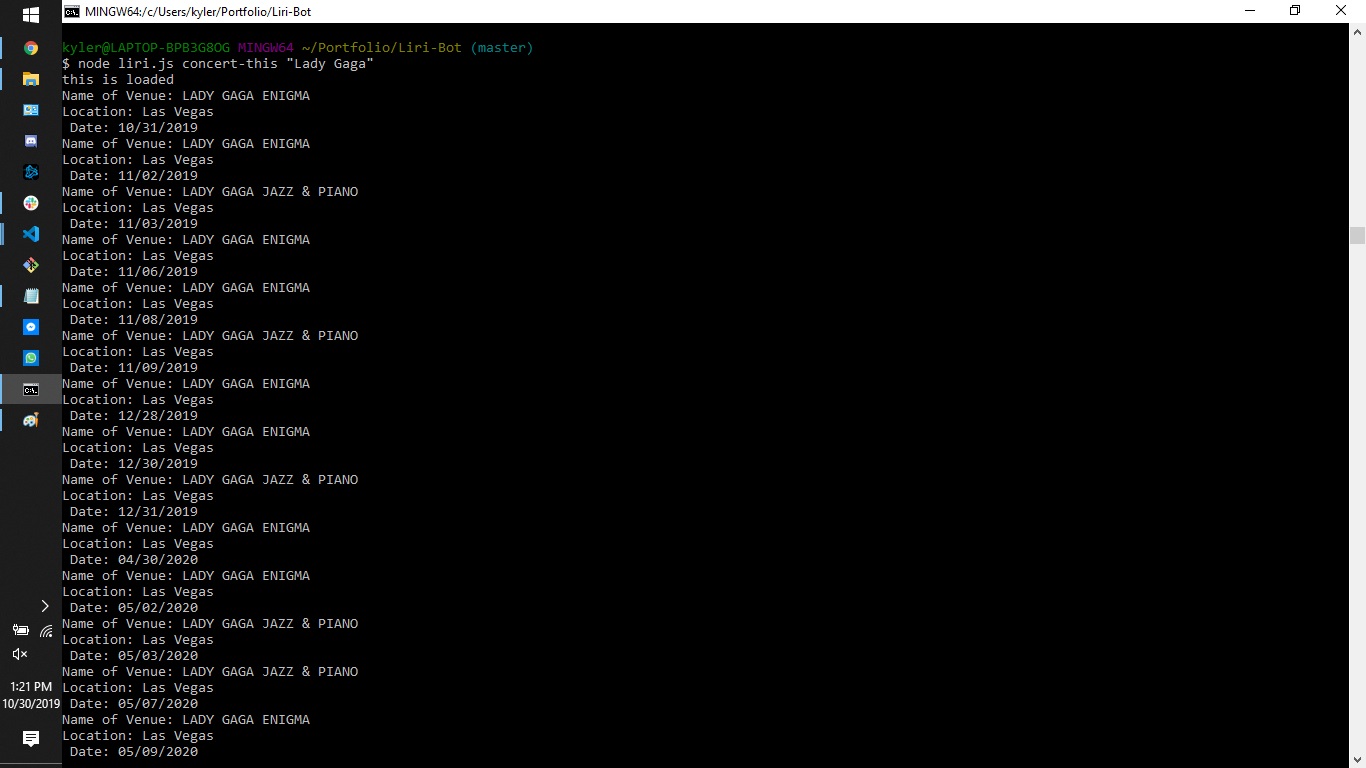 MINGW64:/c/Users/kyler/Portfolio/Liri-Bot
kyler@LAPTOP-BPB3G8OG MINGW64 ~/Portfolio/Liri-Bot (master)
$ node liri.js concert-this "Lady Gaga"
this is loaded
Name of Venue: LADY GAGA ENIGMA
Location: Las Vegas
 Date: 10/31/2019
Name of Venue: LADY GAGA ENIGMA
Location: Las Vegas
 Date: 11/02/2019
Name of Venue: LADY GAGA JAZZ & PIANO
Location: Las Vegas
 Date: 11/03/2019
Name of Venue: LADY GAGA ENIGMA
Location: Las Vegas
 Date: 11/06/2019
Name of Venue: LADY GAGA ENIGMA
Location: Las Vegas
 Date: 11/08/2019
Name of Venue: LADY GAGA JAZZ & PIANO
Location: Las Vegas
 Date: 11/09/2019
Name of Venue: LADY GAGA ENIGMA
Location: Las Vegas
 Date: 12/28/2019
Name of Venue: LADY GAGA ENIGMA
Location: Las Vegas
 Date: 12/30/2019
Name of Venue: LADY GAGA JAZZ & PIANO
Location: Las Vegas
 Date: 12/31/2019
Name of Venue: LADY GAGA ENIGMA
Location: Las Vegas
 Date: 04/30/2020
Name of Venue: LADY GAGA ENIGMA
Location: Las Vegas
 Date: 05/02/2020
Name of Venue: LADY GAGA JAZZ & PIANO
Location: Las Vegas
 Date: 05/03/2020
Name of Venue: LADY GAGA JAZZ & PIANO
Location: Las Vegas
 Date: 05/07/2020
Name of Venue: LADY GAGA ENIGMA
Location: Las Vegas
 Date: 05/09/2020
1:21 PM
10/30/2019